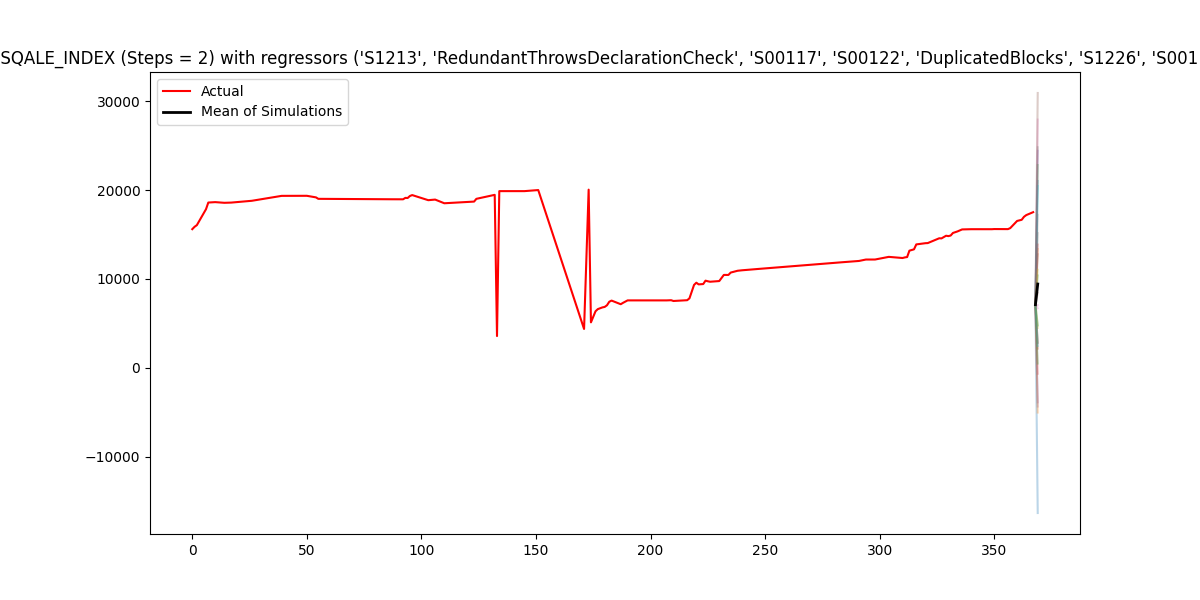 SQALE_INDEX (Steps = 2) with regressors ('S1213', 'RedundantThrowsDeclarationCheck', 'S00117', 'S00122', 'DuplicatedBlocks', 'S1226', 'S001
Actual
Mean of Simulations
30000
20000
10000
0
−10000
0 50 100 150 200 250 300 350